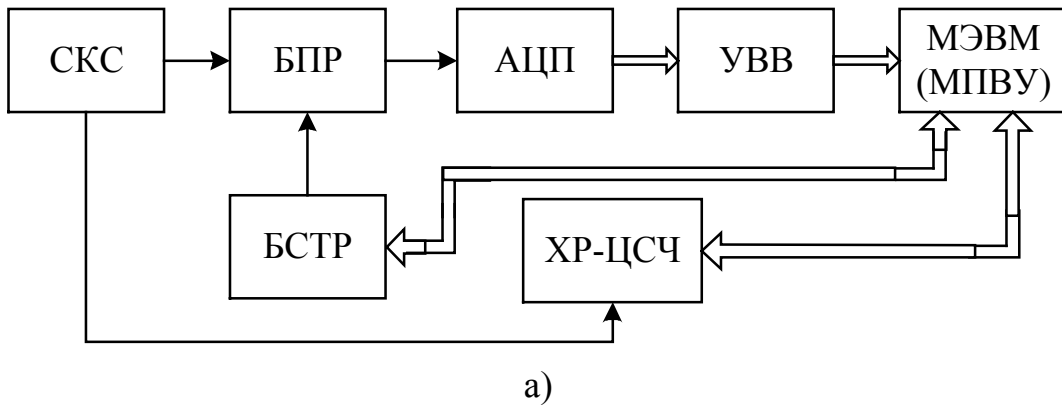 СКС
БПР
АЦП
УВВ
МЭВМ
(МПВУ)
БСТР
ХР-ЦСЧ
а)